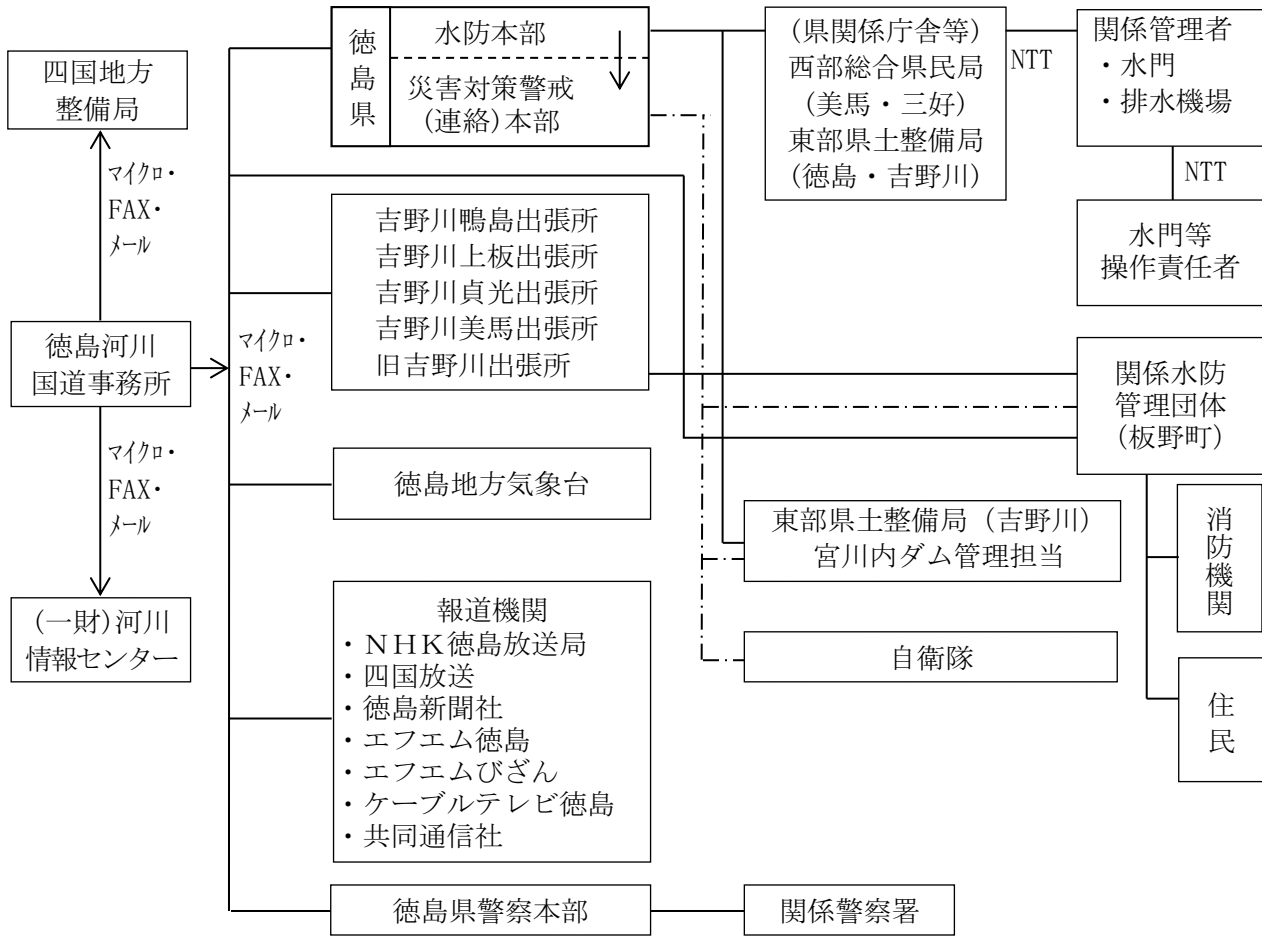 四国地方
整備局
マイクロ・
FAX・
メール
徳島河川
国道事務所
マイクロ・
FAX・
メール
(一財)河川
情報センター
マイクロ・
FAX・
メール
徳島県
水防本部
災害対策警戒
(連絡)本部
吉野川鴨島出張所
吉野川上板出張所
吉野川貞光出張所
吉野川美馬出張所
旧吉野川出張所
徳島地方気象台
報道機関
・NHK徳島放送局
・四国放送
・徳島新聞社
・エフエム徳島
・エフエムびざん
・ケーブルテレビ徳島
・共同通信社
徳島県警察本部
関係警察署
(県関係庁舎等)
西部総合県民局
(美馬・三好)
東部県土整備局
(徳島・吉野川)
NTT
関係管理者
・水門
・排水機場
NTT
水門等
操作責任者
関係水防
管理団体
(板野町)
東部県土整備局(吉野川)
宮川内ダム管理担当
自衛隊
消防機関
住民